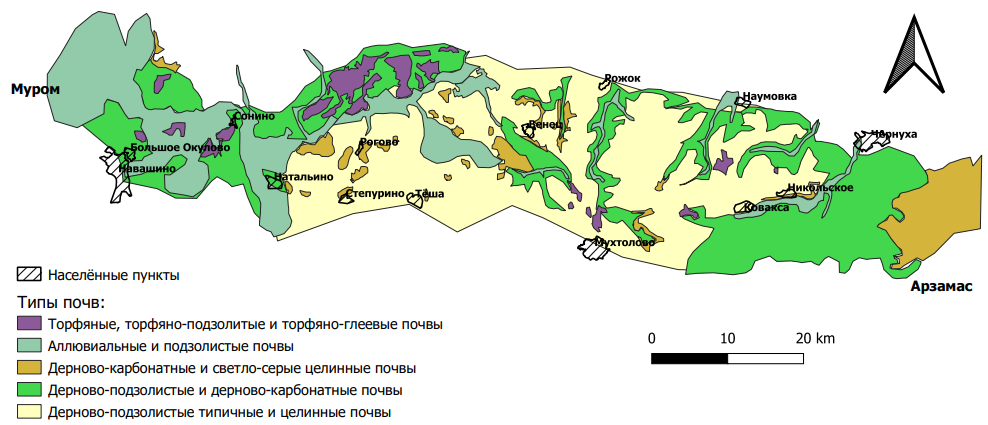 Муром
Рожок
Наумовка
Сонино
Венец
Чернуха
Рогово
Большое Окулово
Навашино
Натальино
Степурино
Тёша
Никольское
Ковакса
Мухтолово
Арзамас
Населённые пункты
Типы почв:
Торфяные, торфяно-подзолитые и торфяно-глеевые почвы
Аллювиальные и подзолистые почвы
Дерново-карбонатные и светло-серые целинные почвы
Дерново-подзолистые и дерново-карбонатные почвы
Дерново-подзолистые типичные и целинные почвы
0 10 20 km